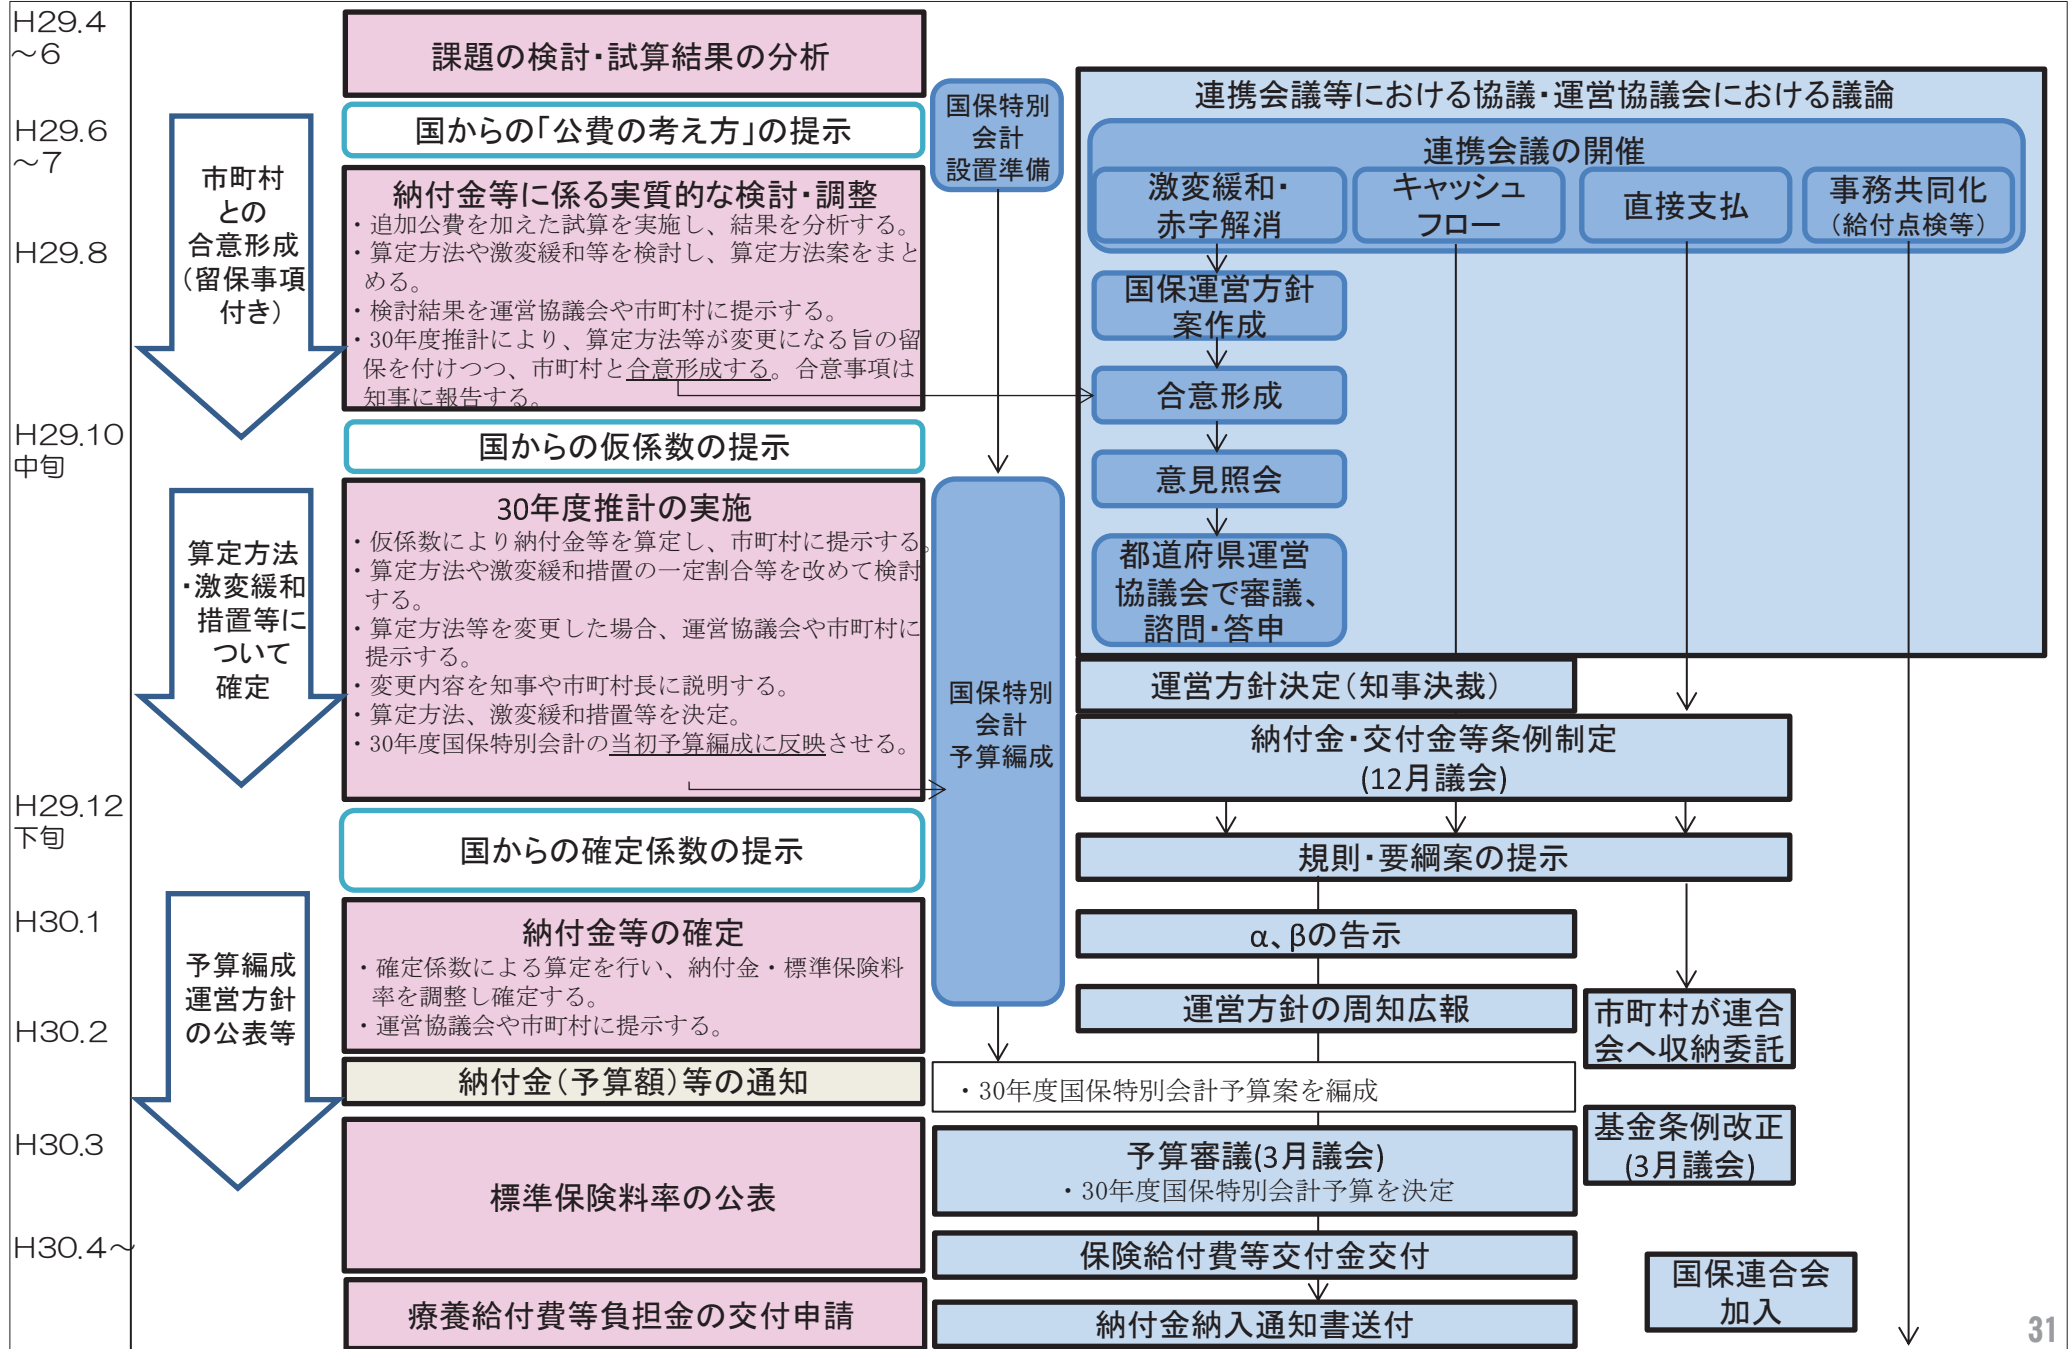 H29.4
～6
H29.6
～7
H29.8
H29.10
中旬
H29.12
下旬
H30.1
H30.2
H30.3
H30.4～
市町村
との
合意形成
（留保事項
付き）
算定方法
・激変緩和
措置等に
ついて
確定
予算編成
運営方針
の公表等
課題の検討・試算結果の分析
国からの「公費の考え方」の提示
納付金等に係る実質的な検討・調整
・追加公費を加えた試算を実施し、結果を分析する。
・算定方法や激変緩和等を検討し、算定方法案をまと
める。
・検討結果を運営協議会や市町村に提示する。
・30年度推計により、算定方法等が変更になる旨の留
保を付けつつ、市町村と合意形成する。合意事項は
知事に報告する。
国からの仮係数の提示
30年度推計の実施
・仮係数により納付金等を算定し、市町村に提示する。
・算定方法や激変緩和措置の一定割合等を改めて検討
する。
・算定方法等を変更した場合、運営協議会や市町村に
提示する。
・変更内容を知事や市町村長に説明する。
・算定方法、激変緩和措置等を決定。
・30年度国保特別会計の当初予算編成に反映させる。
国からの確定係数の提示
納付金等の確定
・確定係数による算定を行い、納付金・標準保険料
率を調整し確定する。
・運営協議会や市町村に提示する。
納付金（予算額）等の通知
標準保険料率の公表
療養給付費等負担金の交付申請
国保特別
会計
設置準備
国保特別
会計
予算編成
連携会議等における協議・運営協議会における議論
連携会議の開催
激変緩和・
赤字解消
キャッシュ
フロー
直接支払
事務共同化
（給付点検等）
国保運営方針
案作成
合意形成
意見照会
都道府県運営
協議会で審議、
諮問・答申
運営方針決定（知事決裁）
納付金・交付金等条例制定
(12月議会)
規則・要綱案の提示
α、βの告示
運営方針の周知広報
市町村が連合
会へ収納委託
・30年度国保特別会計予算案を編成
基金条例改正
(3月議会)
予算審議(3月議会)
・30年度国保特別会計予算を決定
保険給付費等交付金交付
国保連合会
加入
納付金納入通知書送付
31